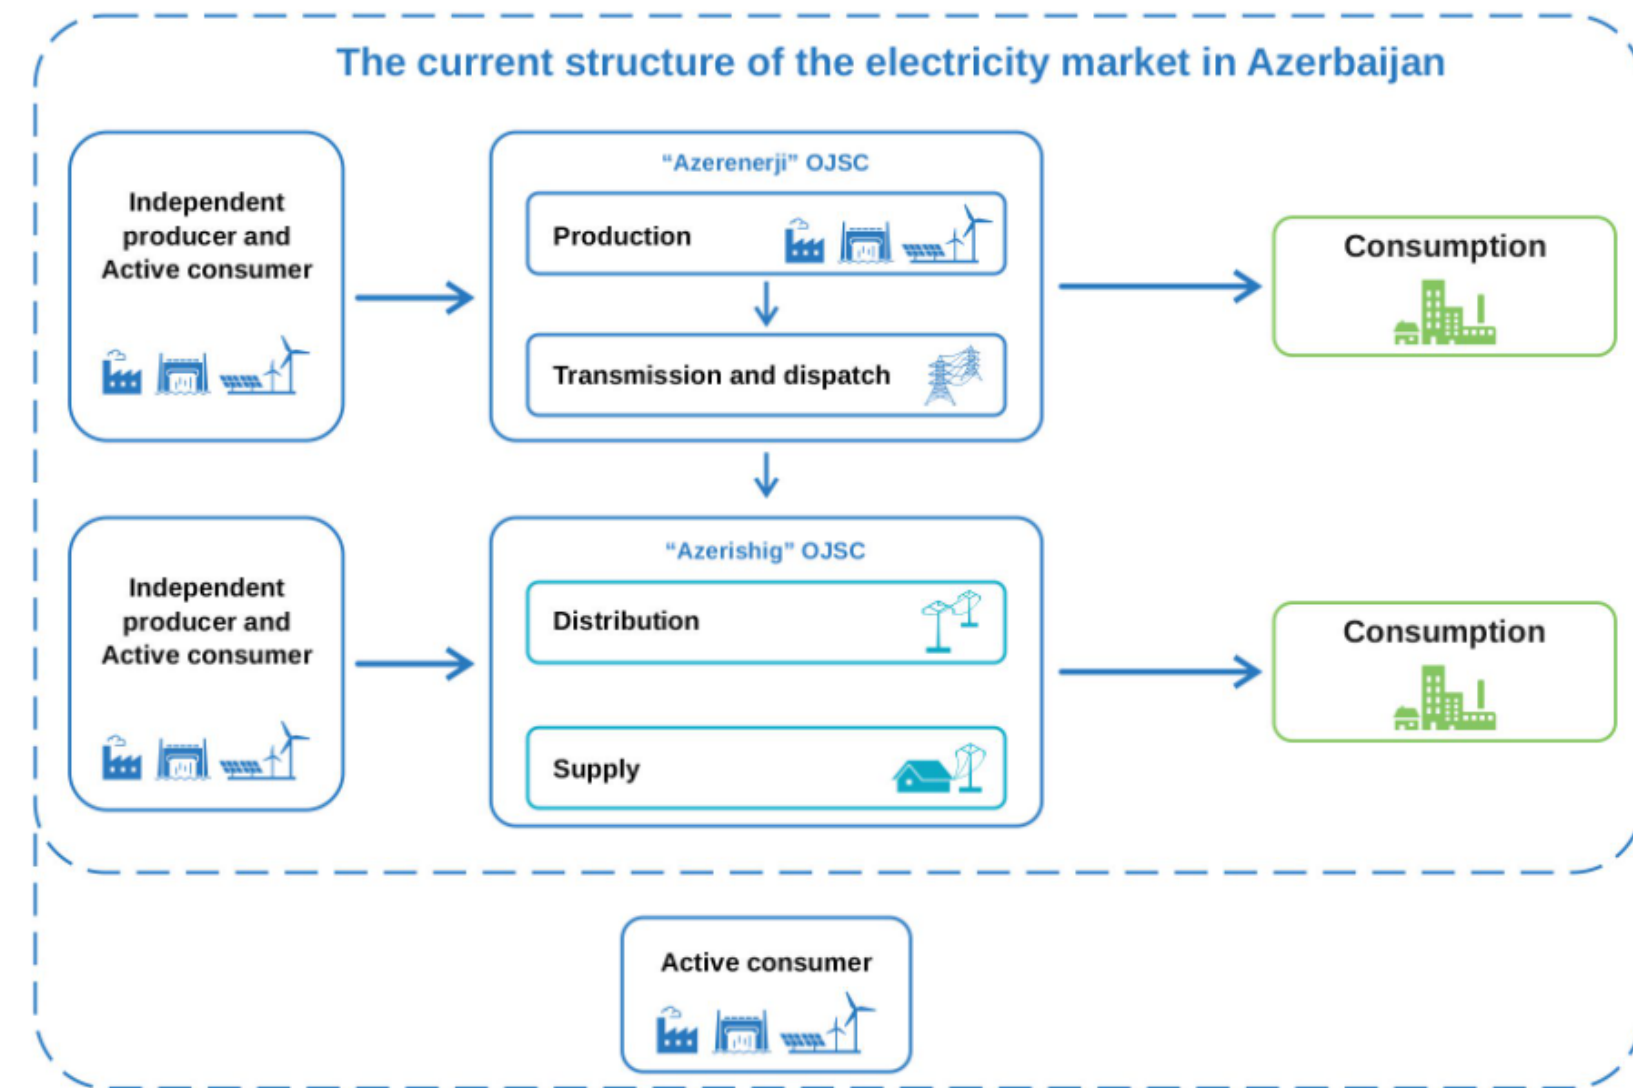 The current structure of the electricity market in Azerbaijan
Independent
producer and
Active consumer
“Azerenerji” OJSC
Production
Transmission and dispatch
Consumption
Independent
producer and
Active consumer
“Azerishig” OJSC
Distribution
Supply
Consumption
Active consumer